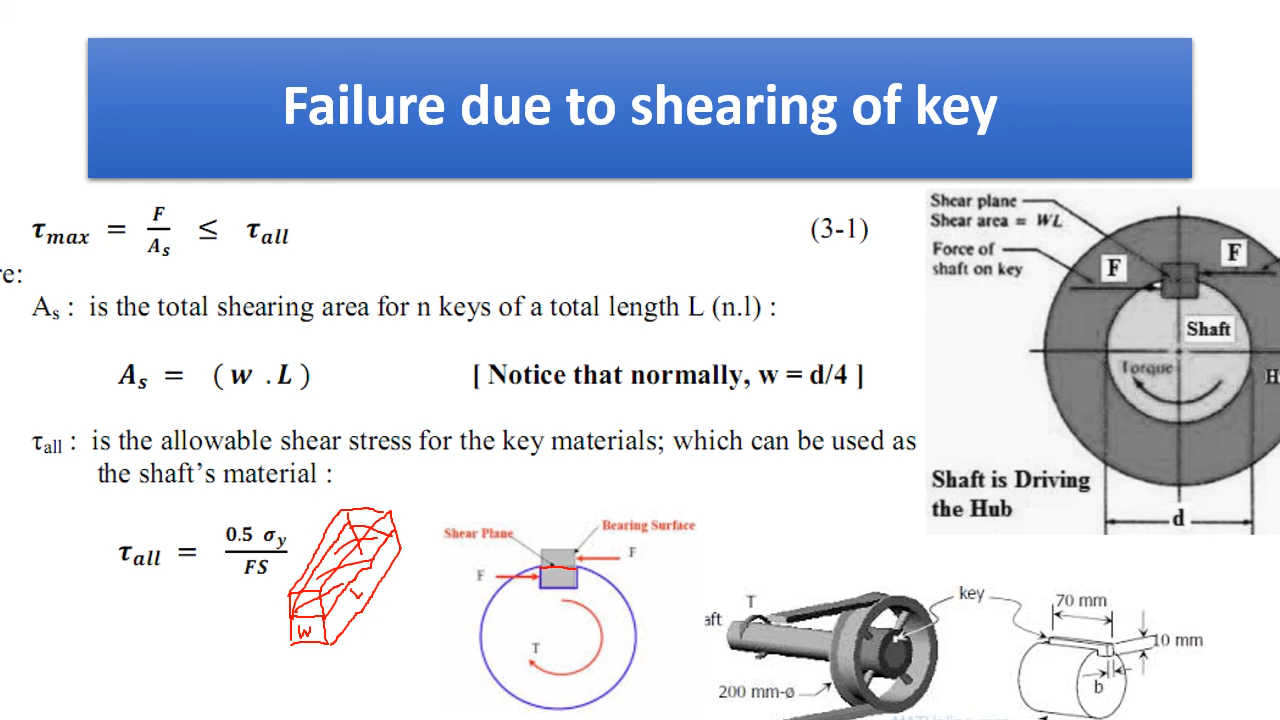 Failure due to shearing of key
τmax = F/As ≤ τall (3-1)
re:
As : is the total shearing area for n keys of a total length L (n.l) :
As = ( w . L ) [ Notice that normally, w = d/4 ]
τall : is the allowable shear stress for the key materials; which can be used as
the shaft's material :
τall = 0.5 σy / FS
W
Shear plane
Shear area = WL
Force of
shaft on key
F
F
Shaft
Torque
H
Shaft is Driving
the Hub
d
Shear Plane
Bearing Surface
F
F
T
T
aft
key
200 mm-ø
70 mm
10 mm
b